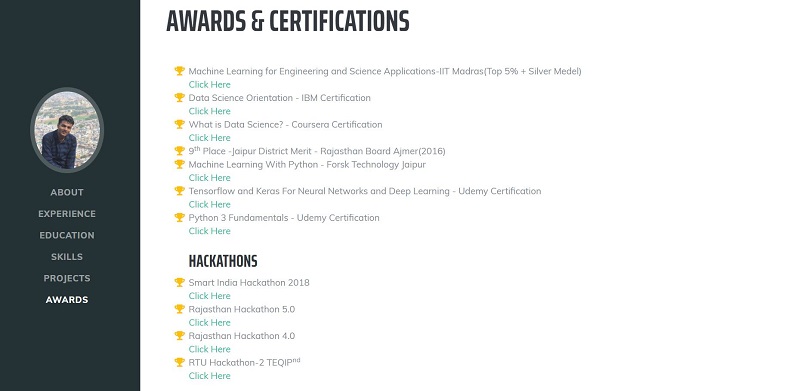 AWARDS & CERTIFICATIONS
Machine Learning for Engineering and Science Applications-IIT Madras(Top 5% + Silver Medel)
Click Here
Data Science Orientation - IBM Certification
Click Here
What is Data Science? - Coursera Certification
Click Here
9th Place -Jaipur District Merit - Rajasthan Board Ajmer(2016)
Machine Learning With Python - Forsk Technology Jaipur
Click Here
Tensorflow and Keras For Neural Networks and Deep Learning - Udemy Certification
Click Here
Python 3 Fundamentals - Udemy Certification
Click Here
HACKATHONS
Smart India Hackathon 2018
Click Here
Rajasthan Hackathon 5.0
Click Here
Rajasthan Hackathon 4.0
Click Here
RTU Hackathon-2 TEQIPnd
Click Here
ABOUT
EXPERIENCE
EDUCATION
SKILLS
PROJECTS
AWARDS